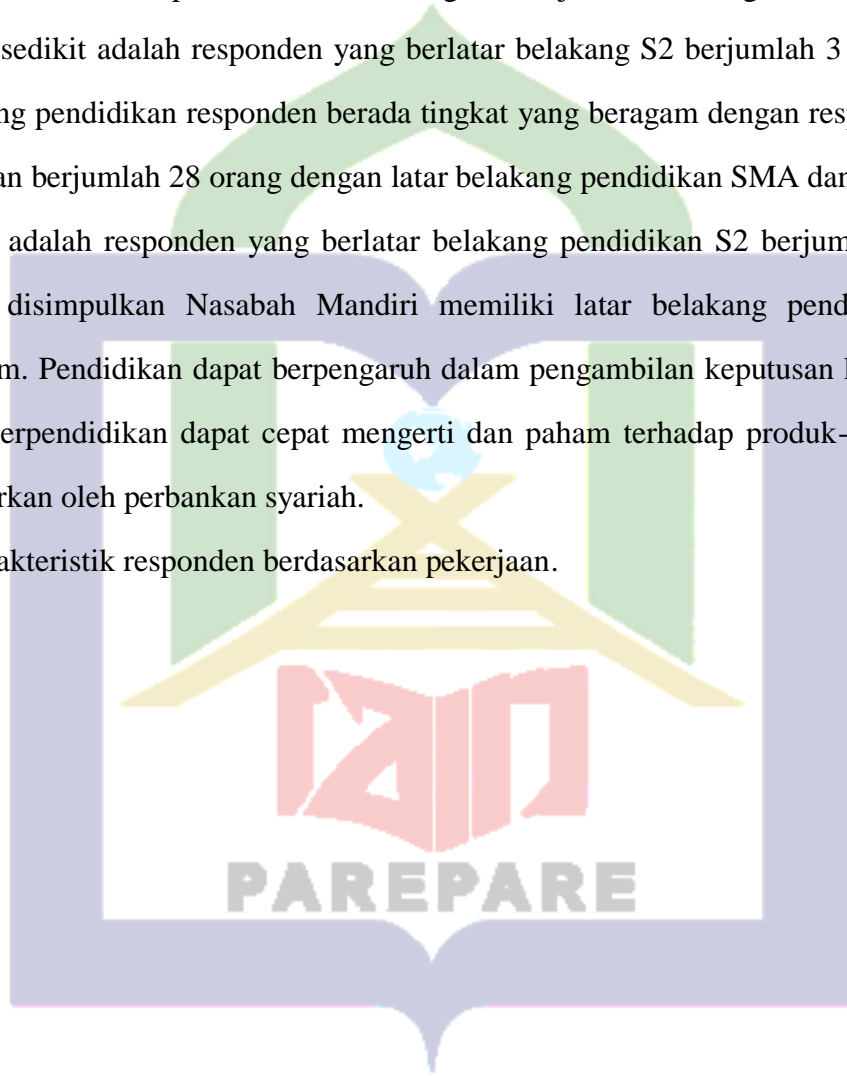 sedikit adalah responden yang berlatar belakang S2 berjumlah 3
ng pendidikan responden berada tingkat yang beragam dengan res
an berjumlah 28 orang dengan latar belakang pendidikan SMA dan
adalah responden yang berlatar belakang pendidikan S2 berjum
disimpulkan Nasabah Mandiri memiliki latar belakang pend
m. Pendidikan dapat berpengaruh dalam pengambilan keputusan
erpendidikan dapat cepat mengerti dan paham terhadap produk-
rkan oleh perbankan syariah.
akteristik responden berdasarkan pekerjaan.
iain
PAREPARE